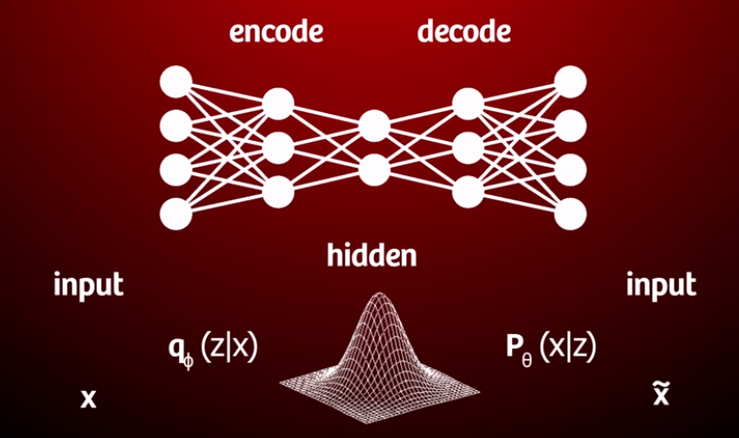 encode decode
hidden
input input
qϕ (z|x) Pθ (x|z)
x x̃